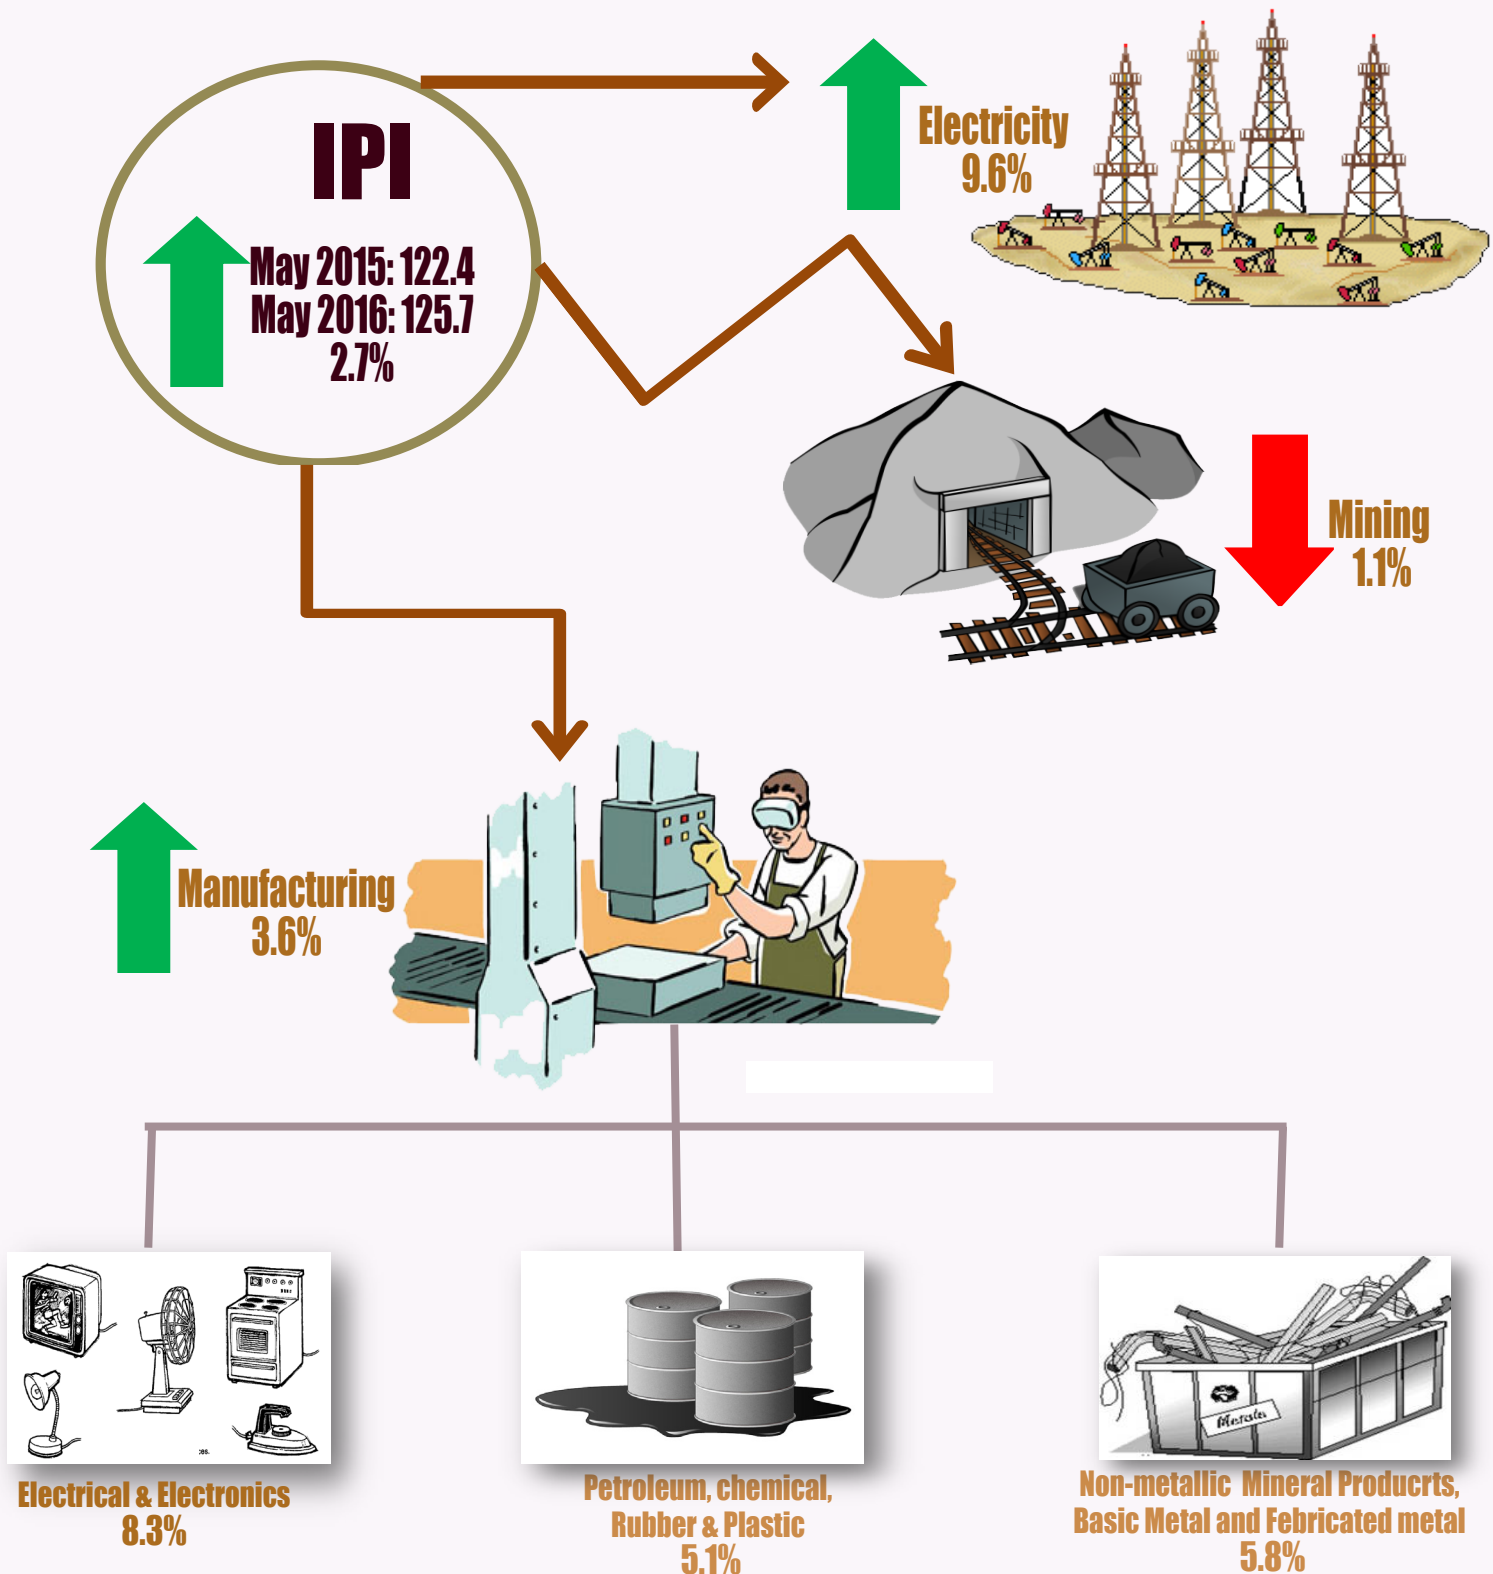 IPI
May 2015: 122.4
May 2016: 125.7
2.7%
Electricity
9.6%
Mining
1.1%
Manufacturing
3.6%
Electrical & Electronics
8.3%
Petroleum, chemical,
Rubber & Plastic
5.1%
Non-metallic Mineral Producrts,
Basic Metal and Febricated metal
5.8%